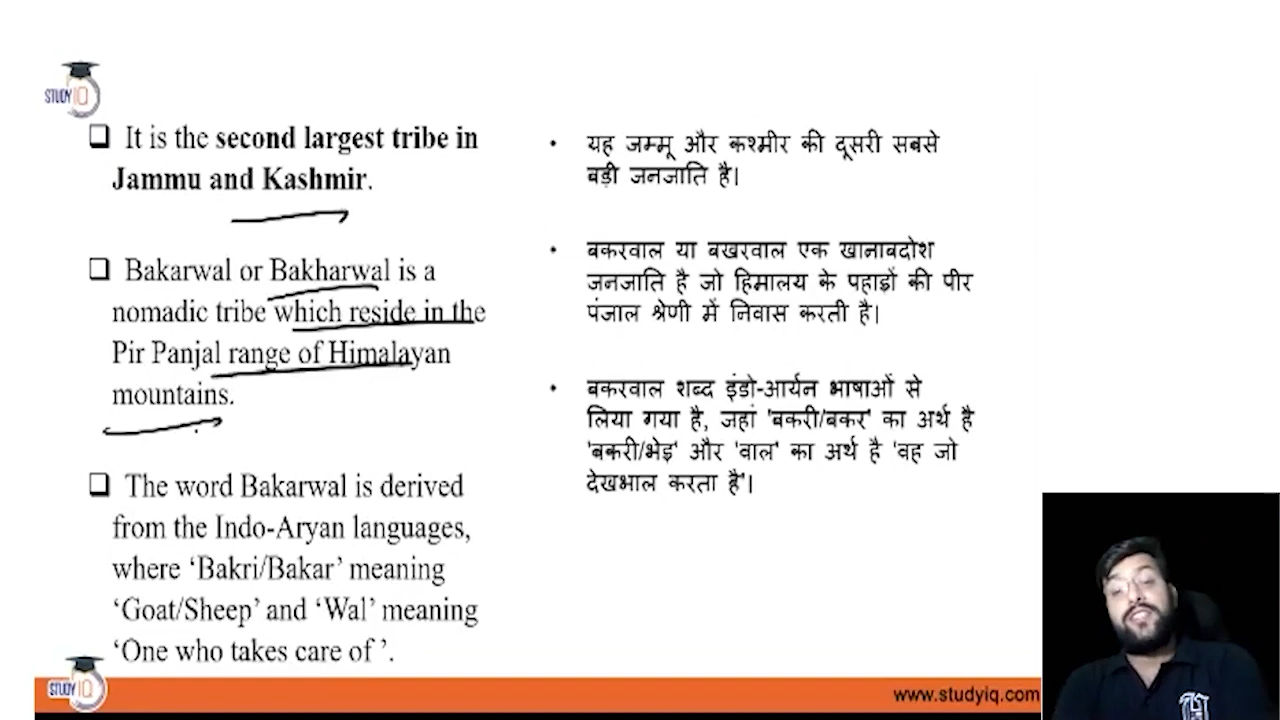 STUDY IQ
❑ It is the second largest tribe in
Jammu and Kashmir.
❑ Bakarwal or Bakharwal is a
nomadic tribe which reside in the
Pir Panjal range of Himalayan
mountains.
❑ The word Bakarwal is derived
from the Indo-Aryan languages,
where ‘Bakri/Bakar’ meaning
‘Goat/Sheep’ and ‘Wal’ meaning
‘One who takes care of ’.
• यह जम्मू और कश्मीर की दूसरी सबसे
बड़ी जनजाति है।
• बकरवाल या बखरवाल एक खानाबदोश
जनजाति है जो हिमालय के पहाड़ों की पीर
पंजाल श्रेणी में निवास करती है।
• बकरवाल शब्द इंडो-आर्यन भाषाओं से
लिया गया है, जहां 'बकरी/बकर' का अर्थ है
'बकरी/भेड़' और 'वाल' का अर्थ है 'वह जो
देखभाल करता है'।
STUDY IQ
www.studyiq.com